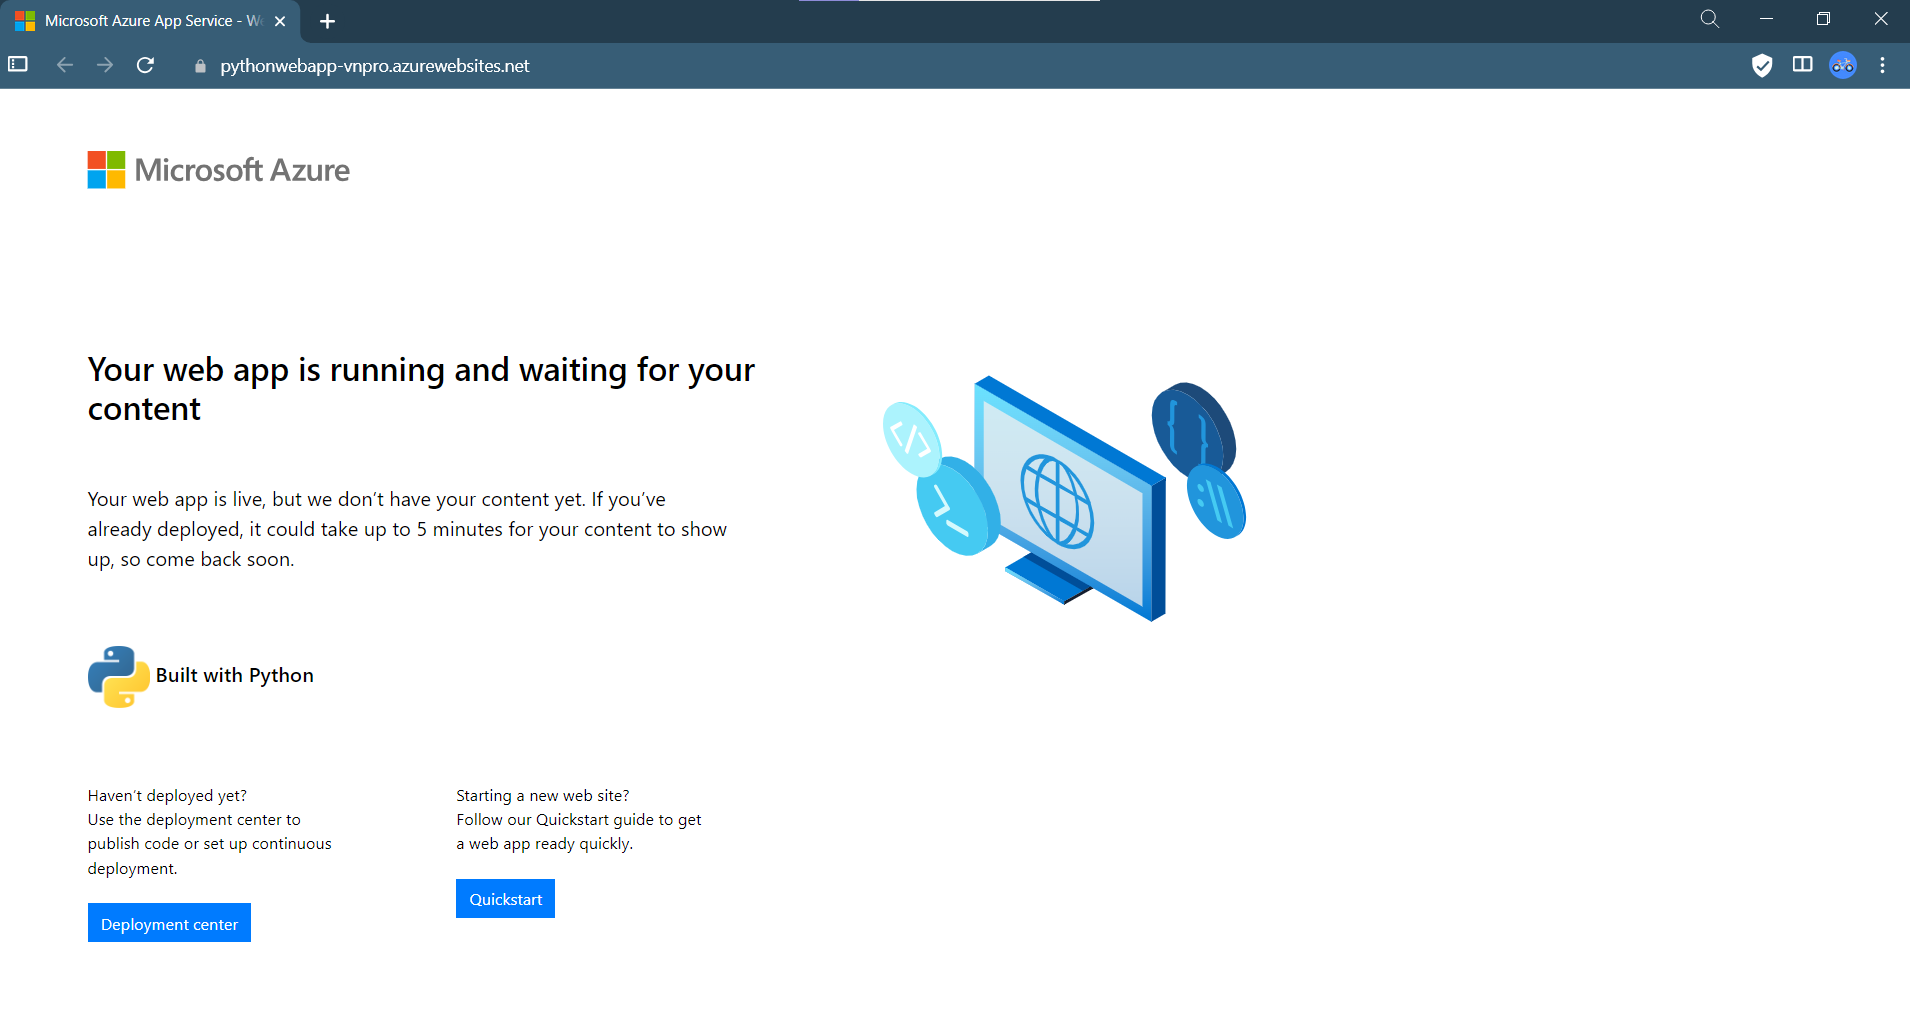 Microsoft Azure App Service - W
pythonwebapp-vnpro.azurewebsites.net
Microsoft Azure
Your web app is running and waiting for your
content
Your web app is live, but we don’t have your content yet. If you’ve
already deployed, it could take up to 5 minutes for your content to show
up, so come back soon.
Built with Python
Haven’t deployed yet?
Use the deployment center to
publish code or set up continuous
deployment.
Deployment center
Starting a new web site?
Follow our Quickstart guide to get
a web app ready quickly.
Quickstart